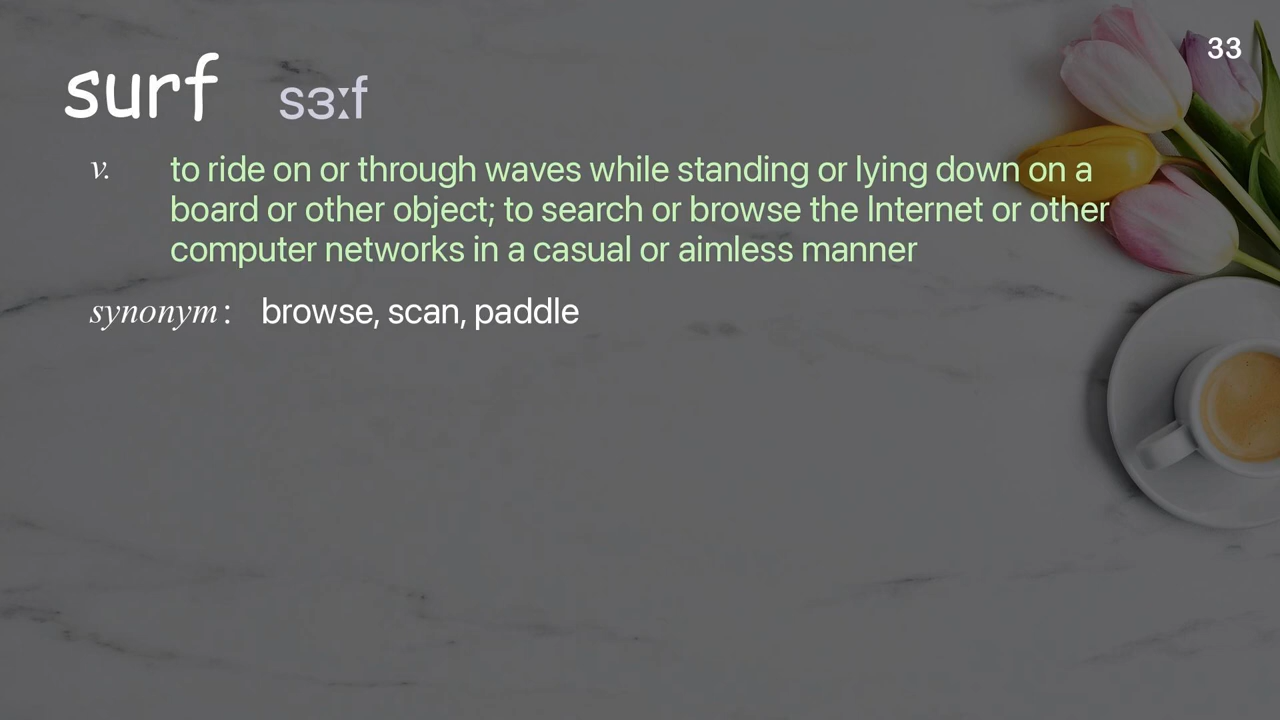 33
surf sɜːf
v. to ride on or through waves while standing or lying down on a
board or other object; to search or browse the Internet or other
computer networks in a casual or aimless manner
synonym: browse, scan, paddle